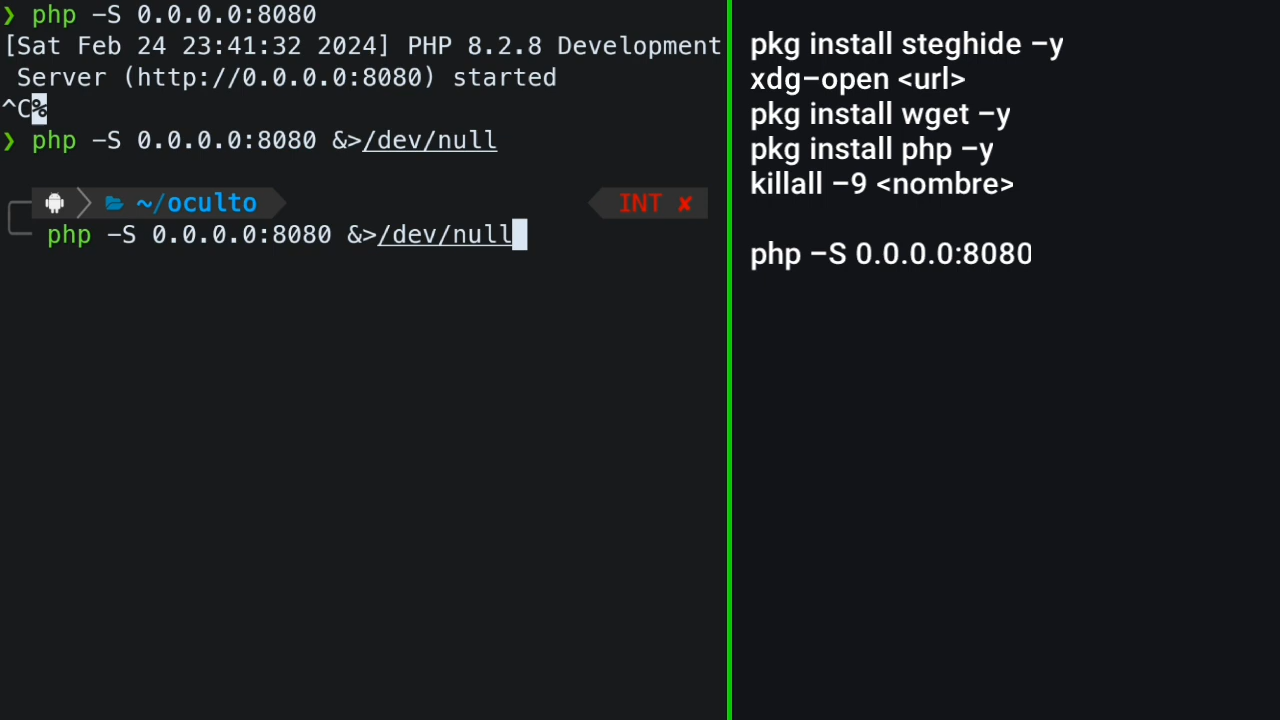 ❯ php -S 0.0.0.0:8080
[Sat Feb 24 23:41:32 2024] PHP 8.2.8 Development
Server (http://0.0.0.0:8080) started
^C%
❯ php -S 0.0.0.0:8080 &>/dev/null
~/oculto INT ✘
php -S 0.0.0.0:8080 &>/dev/null
pkg install steghide -y
xdg-open <url>
pkg install wget -y
pkg install php -y
killall -9 <nombre>
php -S 0.0.0.0:8080